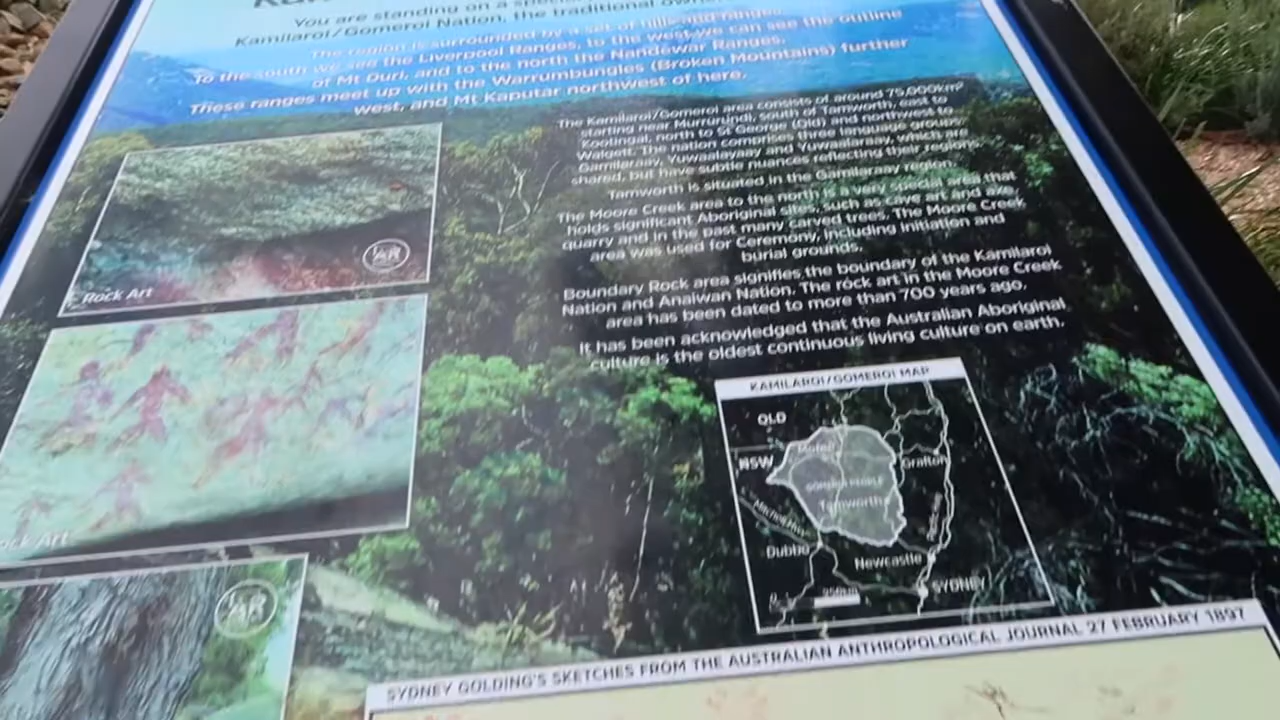 You are standing on a special
Kamilaroi/Gomeroi Nation, the traditional
The region is surrounded by a set of hills and ranges.
To the south we see the Liverpool Ranges, to the west we can see the outline
of Mt Duri, and to the north the Nandewar Ranges.
These ranges meet up with the Warrumbungles (Broken Mountains) further
west, and Mt Kaputar northwest of here.
The Kamilaroi/Gomeroi area consists of around 75,000km²
starting near Murrurundi, south of Tamworth, east to
Kootingal, north to St George (Qld) and northwest to
Walgett. The nation comprises three language groups:
Gamilaraay, Yuwaalayaay and Yuwaalaraay, which are
shared, but have subtle nuances reflecting their regions.
Tamworth is situated in the Gamilaraay region.
The Moore Creek area to the north is a very special area that
holds significant Aboriginal sites, such as cave art and axe
quarry and in the past many carved trees. The Moore Creek
area was used for Ceremony, including initiation and
burial grounds.
Boundary Rock area signifies the boundary of the Kamilaroi
Nation and Anaiwan Nation. The rock art in the Moore Creek
area has been dated to more than 700 years ago.
It has been acknowledged that the Australian Aboriginal
culture is the oldest continuous living culture on earth.
Rock Art
ock Art
KAMILAROI/GOMEROI MAP
QLD
NSW
Grafton
Tamworth
Dubbo
Newcastle
SYDNEY
SYDNEY GOLDING'S SKETCHES FROM THE AUSTRALIAN ANTHROPOLOGICAL JOURNAL 27 FEBRUARY 1897